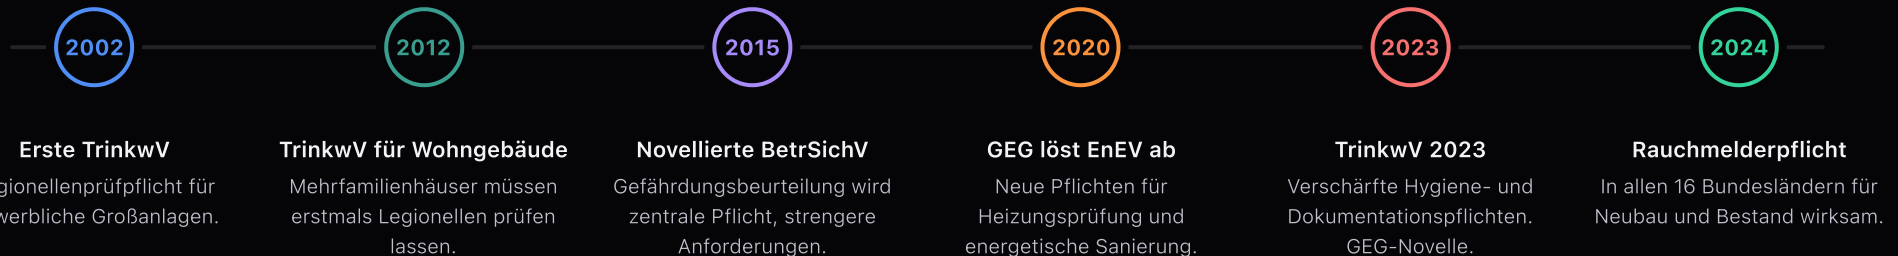 2002
2012
2015
2020
2023
2024
Erste TrinkwV
gionellenprüfpflicht für
werbliche Großanlagen.
TrinkwV für Wohngebäude
Mehrfamilienhäuser müssen
erstmals Legionellen prüfen
lassen.
Novellierte BetrSichV
Gefährdungsbeurteilung wird
zentrale Pflicht, strengere
Anforderungen.
GEG löst EnEV ab
Neue Pflichten für
Heizungsprüfung und
energetische Sanierung.
TrinkwV 2023
Verschärfte Hygiene- und
Dokumentationspflichten.
GEG-Novelle.
Rauchmelderpflicht
In allen 16 Bundesländern für
Neubau und Bestand wirksam.